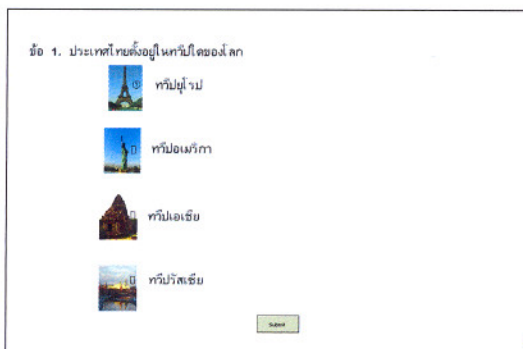 ข้อ 1. ประเทศไทยตั้งอยู่ในทวีปใดของโลก
ทวีปยุโรป
ทวีปอเมริกา
ทวีปเอเชีย
ทวีปรัสเซีย
Submit